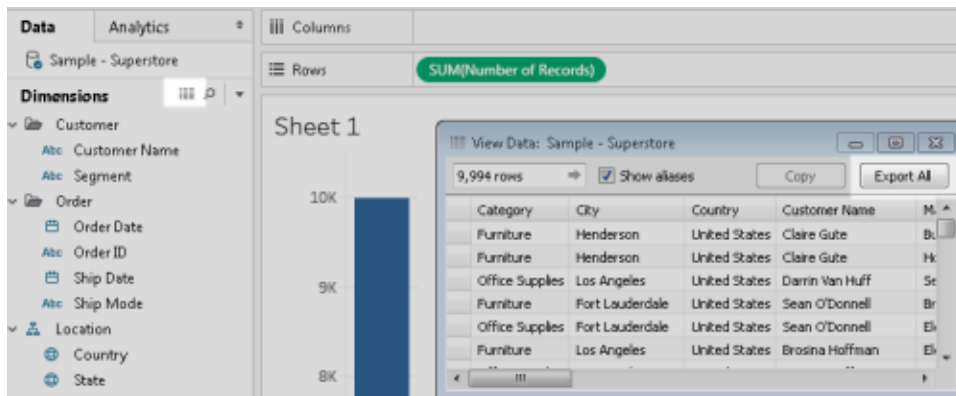 Data Analytics
Columns
Sample - Superstore
Rows SUM(Number of Records)
Dimensions
Customer
Abc Customer Name
Abc Segment
Order
Order Date
Abc Order ID
Ship Date
Abc Ship Mode
Location
Country
State
Sheet 1
10K
9K
8K
View Data: Sample - Superstore
9,994 rows Show aliases Copy Export All
Category City Country Customer Name
Furniture Henderson United States Claire Gute
Furniture Henderson United States Claire Gute
Office Supplies Los Angeles United States Darrin Van Huff
Furniture Fort Lauderdale United States Sean O'Donnell
Office Supplies Fort Lauderdale United States Sean O'Donnell
Furniture Los Angeles United States Brosina Hoffman